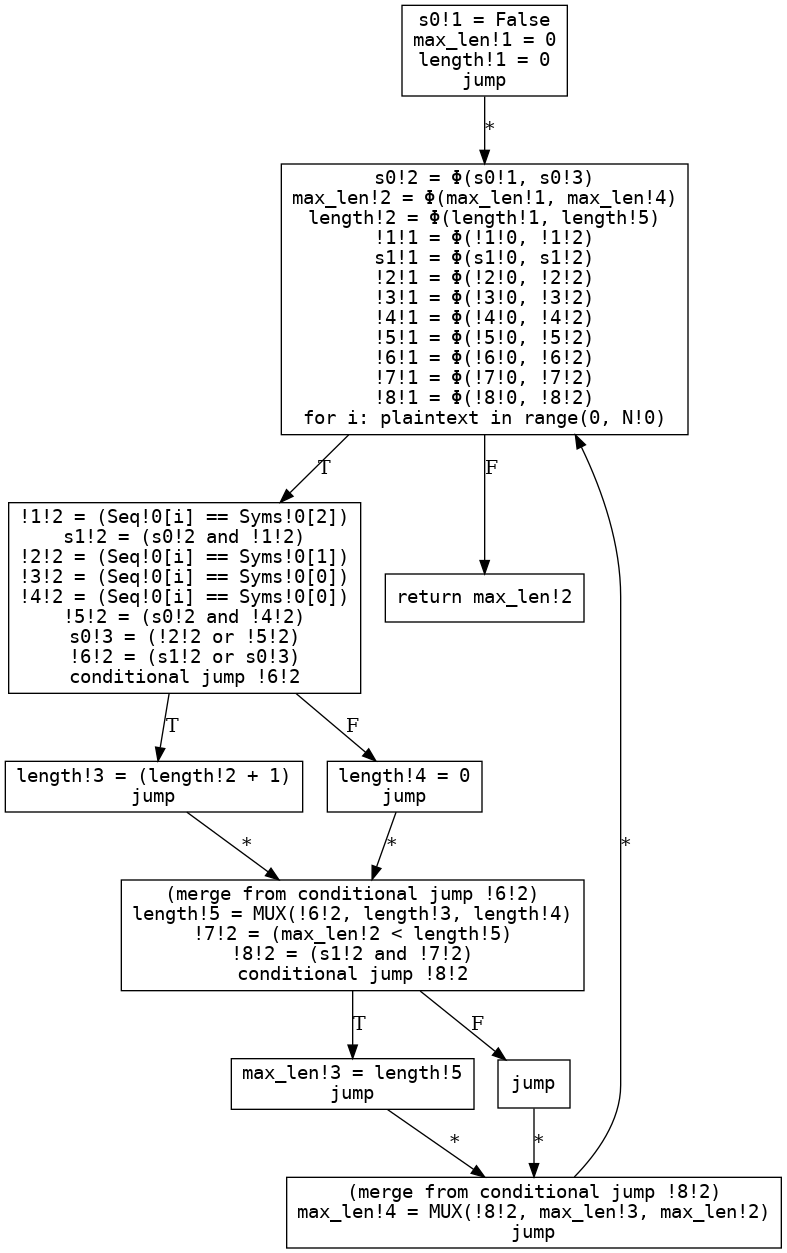 s0!1 = False
max_len!1 = 0
length!1 = 0
jump
*
s0!2 = Φ(s0!1, s0!3)
max_len!2 = Φ(max_len!1, max_len!4)
length!2 = Φ(length!1, length!5)
!1!1 = Φ(!1!0, !1!2)
s1!1 = Φ(s1!0, s1!2)
!2!1 = Φ(!2!0, !2!2)
!3!1 = Φ(!3!0, !3!2)
!4!1 = Φ(!4!0, !4!2)
!5!1 = Φ(!5!0, !5!2)
!6!1 = Φ(!6!0, !6!2)
!7!1 = Φ(!7!0, !7!2)
!8!1 = Φ(!8!0, !8!2)
for i: plaintext in range(0, N!0)
T
F
!1!2 = (Seq!0[i] == Syms!0[2])
s1!2 = (s0!2 and !1!2)
!2!2 = (Seq!0[i] == Syms!0[1])
!3!2 = (Seq!0[i] == Syms!0[0])
!4!2 = (Seq!0[i] == Syms!0[0])
!5!2 = (s0!2 and !4!2)
s0!3 = (!2!2 or !5!2)
!6!2 = (s1!2 or s0!3)
conditional jump !6!2
return max_len!2
T
F
length!3 = (length!2 + 1)
jump
length!4 = 0
jump
*
*
*
(merge from conditional jump !6!2)
length!5 = MUX(!6!2, length!3, length!4)
!7!2 = (max_len!2 < length!5)
!8!2 = (s1!2 and !7!2)
conditional jump !8!2
T
F
max_len!3 = length!5
jump
jump
*
*
(merge from conditional jump !8!2)
max_len!4 = MUX(!8!2, max_len!3, max_len!2)
jump